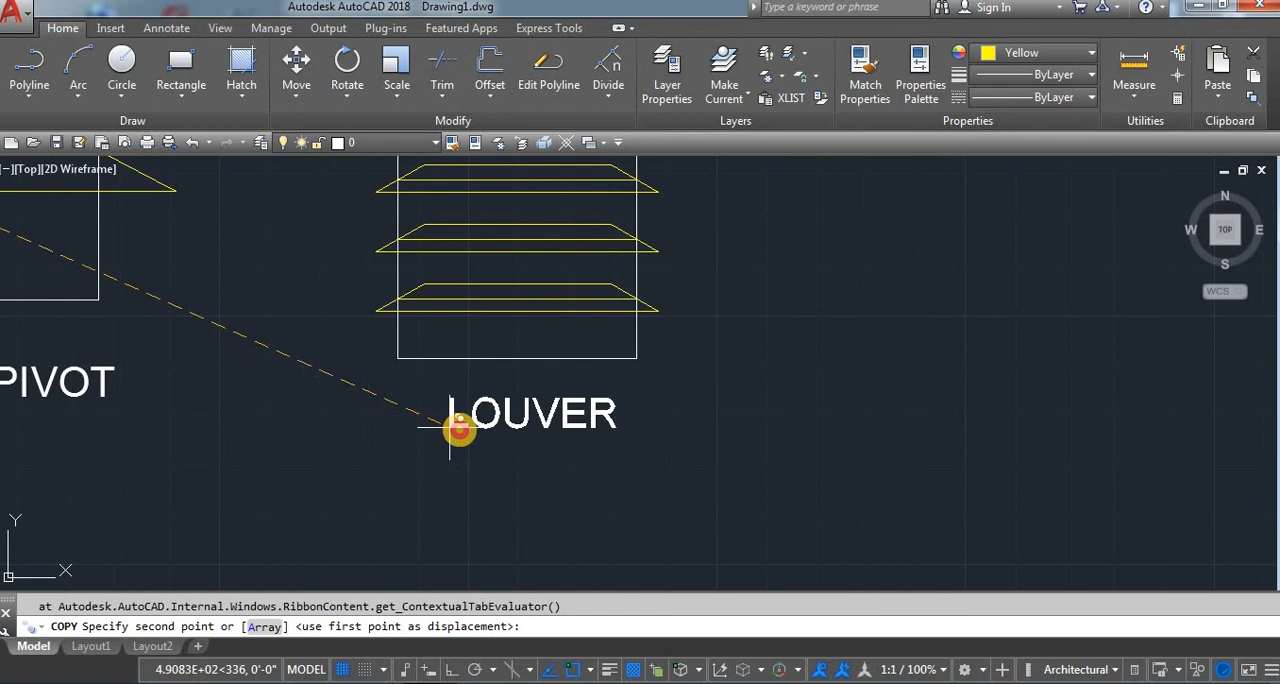 Autodesk AutoCAD 2018 Drawing1.dwg
Type a keyword or phrase
Sign In
Home Insert Annotate View Manage Output Plug-ins Featured Apps Express Tools
Polyline Arc Circle Rectangle Hatch Move Rotate Scale Trim Offset Edit Polyline Divide Layer Properties Make Current XLIST Match Properties Properties Palette Yellow ByLayer ByLayer Measure Paste
Draw Modify Layers Properties Utilities Clipboard
0
[−][Top][2D Wireframe]
N
W TOP E
S
WCS
PIVOT
LOUVER
Y
X
at Autodesk.AutoCAD.Internal.Windows.RibbonContent.get_ContextualTabEvaluator()
COPY Specify second point or [Array] <use first point as displacement>:
Model Layout1 Layout2 +
4.9083E+02<336, 0'-0" MODEL 1:1 / 100% Architectural